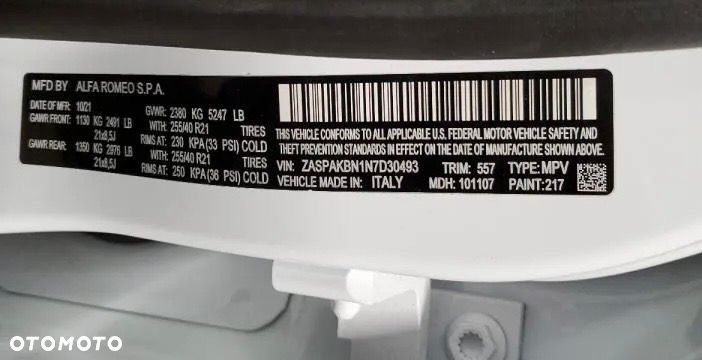 MFD BY ALFA ROMEO S.P.A.
DATE OF MFR: 10/21 GVWR: 2380 KG 5247 LB
GAWR FRONT: 1130 KG 2491 LB WITH: 255/40 R21 TIRES
21x8,5J RIMS AT: 230 KPA(33 PSI) COLD
GAWR REAR: 1350 KG 2976 LB WITH: 255/40 R21 TIRES
21x8,5J RIMS AT: 250 KPA(36 PSI) COLD
THIS VEHICLE CONFORMS TO ALL APPLICABLE U.S. FEDERAL MOTOR VEHICLE SAFETY AND
THEFT PREVENTION STANDARDS IN EFFECT ON THE DATE OF MANUFACTURE SHOWN ABOVE.
VIN: ZASPAKBN1N7D30493 TRIM: 557 TYPE: MPV
VEHICLE MADE IN: ITALY MDH: 101107 PAINT: 217
OTOMOTO